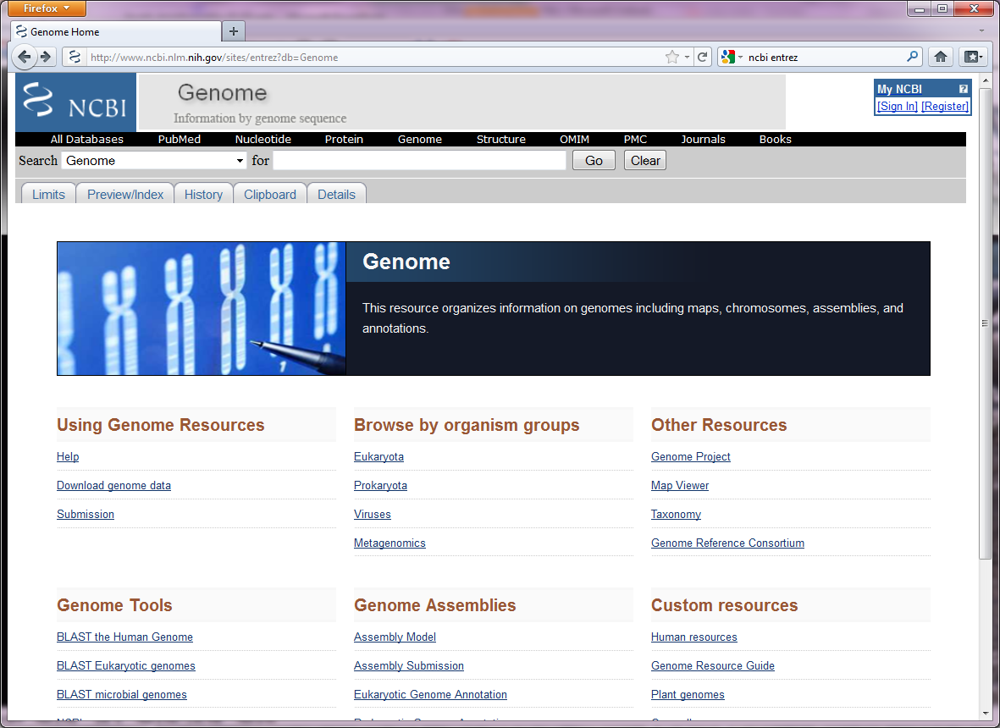 Firefox
Genome Home
http://www.ncbi.nlm.nih.gov/sites/entrez?db=Genome
ncbi entrez
NCBI
Genome
Information by genome sequence
My NCBI
?
[Sign In] [Register]
All Databases PubMed Nucleotide Protein Genome Structure OMIM PMC Journals Books
Search Genome for Go Clear
Limits Preview/Index History Clipboard Details
1
Genome
This resource organizes information on genomes including maps, chromosomes, assemblies, and
annotations.
Using Genome Resources
Help
Download genome data
Submission
Browse by organism groups
Eukaryota
Prokaryota
Viruses
Metagenomics
Other Resources
Genome Project
Map Viewer
Taxonomy
Genome Reference Consortium
Genome Tools
BLAST the Human Genome
BLAST Eukaryotic genomes
BLAST microbial genomes
Genome Assemblies
Assembly Model
Assembly Submission
Eukaryotic Genome Annotation
Custom resources
Human resources
Genome Resource Guide
Plant genomes